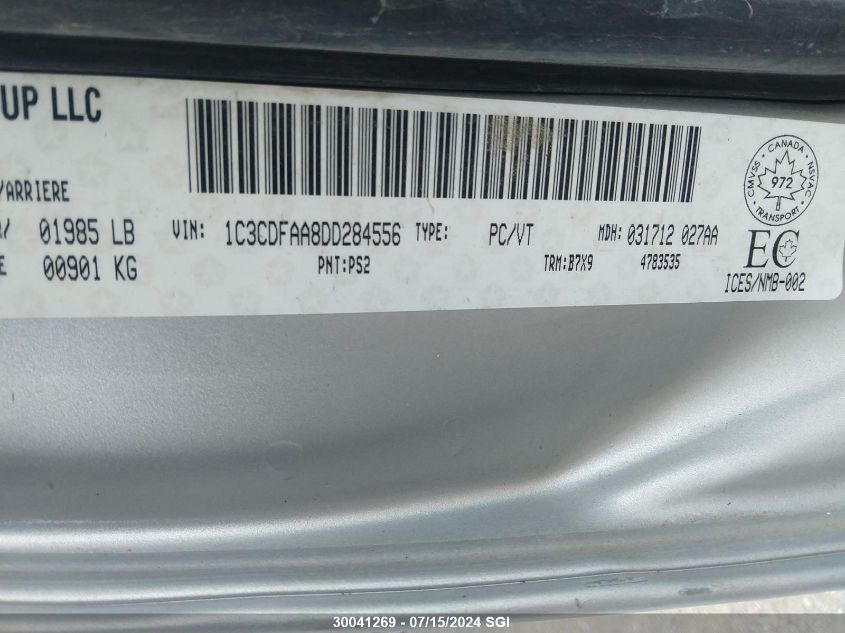 UP LLC
/ARRIERE
/ 01985 LB
E 00901 KG
VIN: 1C3CDFAA8DD284556 TYPE: PC/VT MDH: 031712 027AA
PNT:PS2 TRM:B7X9 4783535
CMVSS • CANADA • NSVAC
972
• TRANSPORT •
EC
ICES/NMB-002
30041269 - 07/15/2024 SGI